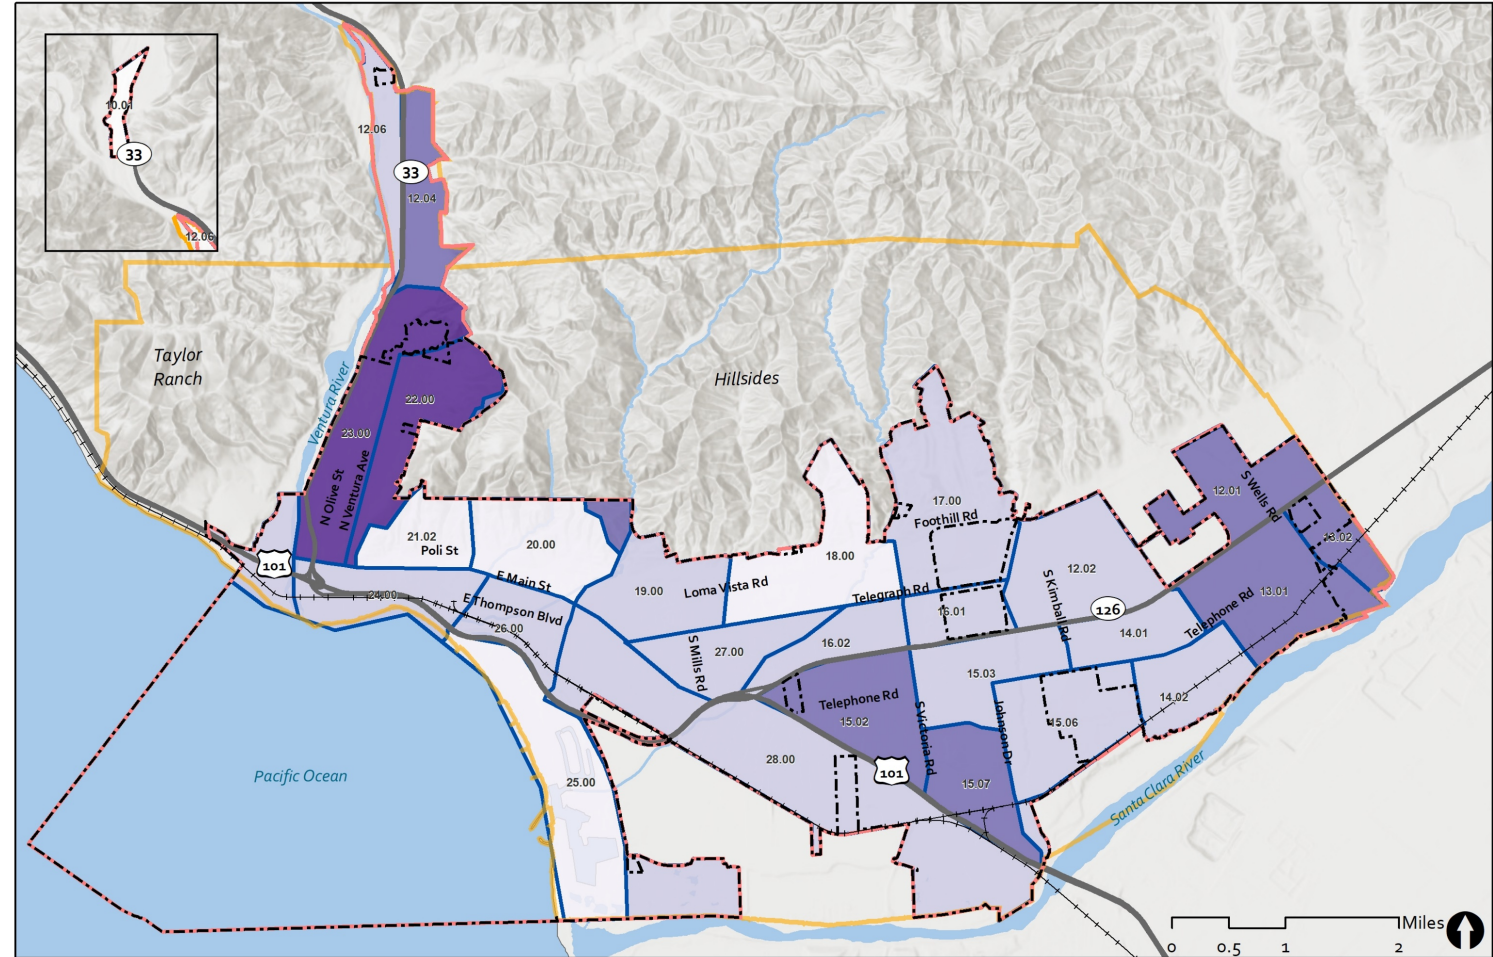 10.01
33
12.06
12.06
33
12.04
Taylor
Ranch
Ventura River
Hillsides
22.00
23.00
N Olive St
N Ventura Ave
21.02
Poli St
20.00
101
24.00
E Main St
E Thompson Blvd
26.00
19.00
Loma Vista Rd
18.00
17.00
Foothill Rd
Telegraph Rd
16.01
16.02
27.00
S Mills Rd
12.02
S Kimball Rd
126
14.01
12.01
S Wells Rd
13.02
13.01
Telephone Rd
15.03
14.02
15.06
Telephone Rd
15.02
S Victoria Rd
Johnson Dr
101
15.07
28.00
25.00
Pacific Ocean
Santa Clara River
Miles
0 0.5 1 2